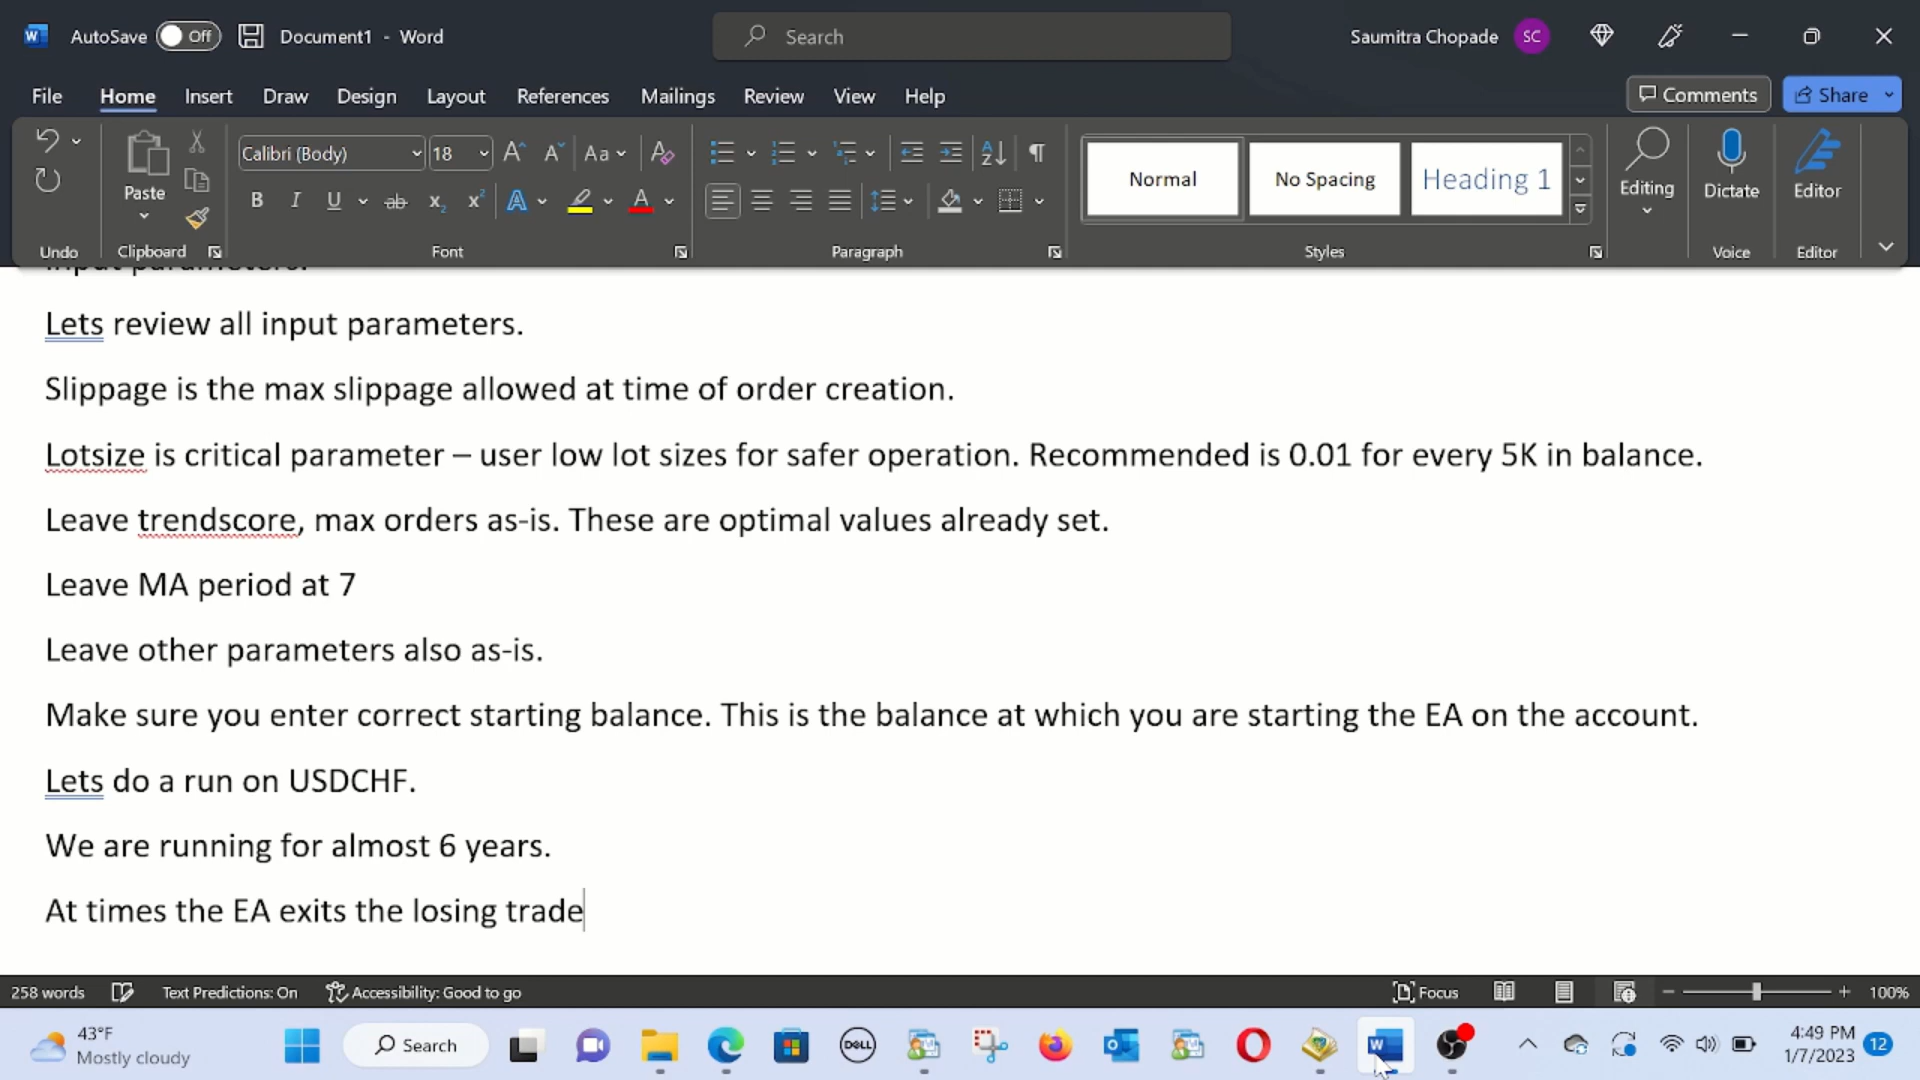 AutoSave Off Document1 - Word Search Saumitra Chopade SC
File Home Insert Draw Design Layout References Mailings Review View Help Comments Share
Calibri (Body) 18 Aa
Paste Normal No Spacing Heading 1 Editing Dictate Editor
Undo Clipboard Font Paragraph Styles Voice Editor
Input parameters.
Lets review all input parameters.
Slippage is the max slippage allowed at time of order creation.
Lotsize is critical parameter – user low lot sizes for safer operation. Recommended is 0.01 for every 5K in balance.
Leave trendscore, max orders as-is. These are optimal values already set.
Leave MA period at 7
Leave other parameters also as-is.
Make sure you enter correct starting balance. This is the balance at which you are starting the EA on the account.
Lets do a run on USDCHF.
We are running for almost 6 years.
At times the EA exits the losing trade
258 words Text Predictions: On Accessibility: Good to go Focus 100%
43°F
Mostly cloudy
Search
DELL
4:49 PM
1/7/2023
12